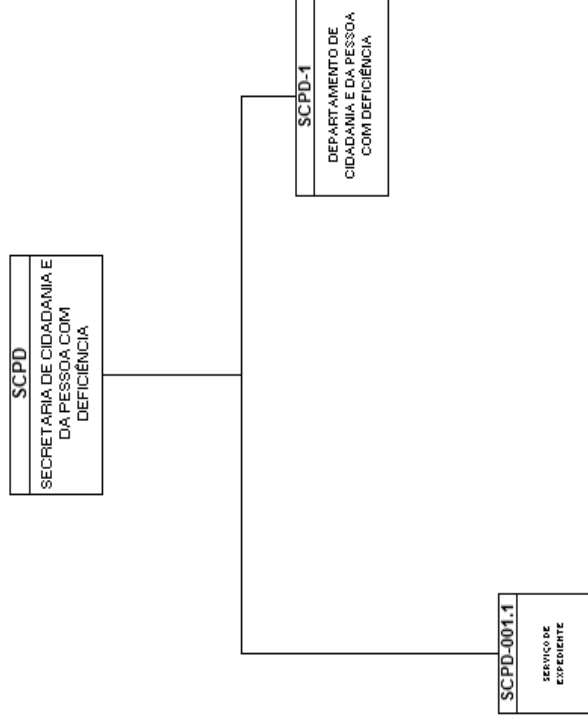 SCPD
SECRETARIA DE CIDADANIA E
DA PESSOA COM
DEFICIÊNCIA
SCPD-1
DEPARTAMENTO DE
CIDADANIA E DA PESSOA
COM DEFICIÊNCIA
SCPD-001.1
SERVIÇO DE
EXPEDIENTE